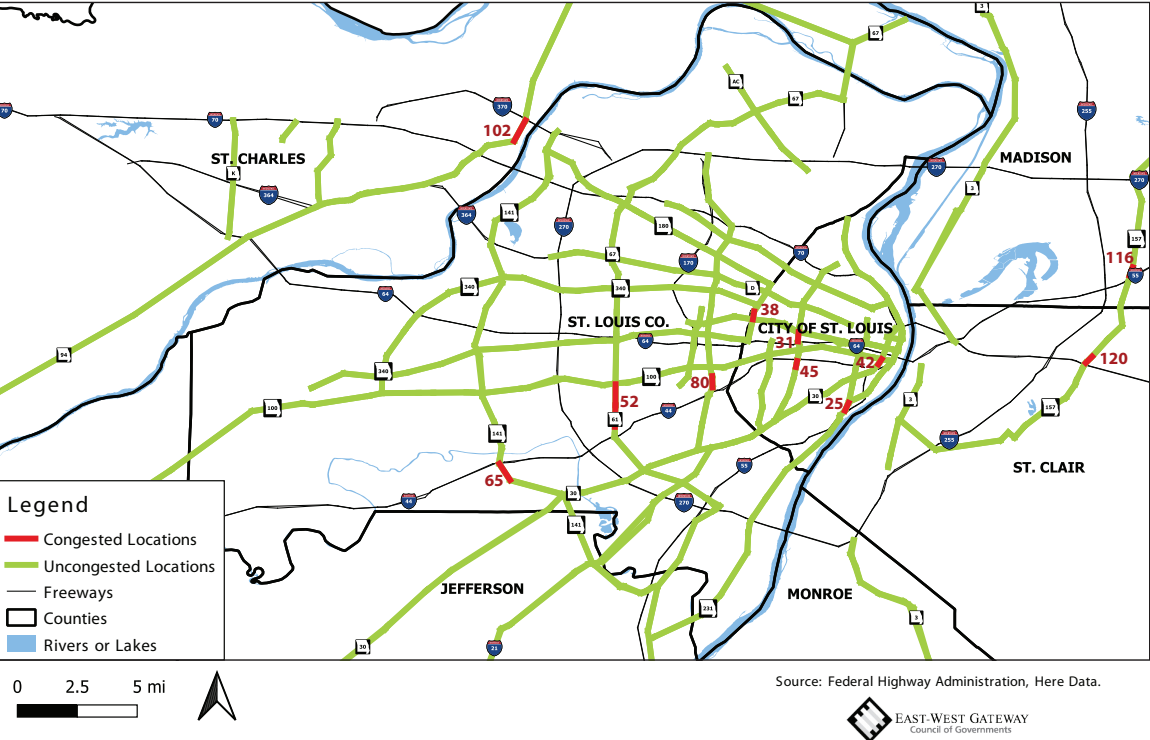 3
67
70
370
AC
67
255
70
102
ST. CHARLES
MADISON
270
270
K
364
3
364
141
270
180
157
67
70
116
170
55
340
340
D
64
38
ST. LOUIS CO.
CITY OF ST. LOUIS
31
64
64
94
42
120
340
100
80
45
52
30
25
3
100
44
61
157
141
255
55
ST. CLAIR
65
30
44
270
141
JEFFERSON
MONROE
231
3
30
21
Legend
Congested Locations
Uncongested Locations
Freeways
Counties
Rivers or Lakes
0 2.5 5 mi
Source: Federal Highway Administration, Here Data.
EAST-WEST GATEWAY
Council of Governments